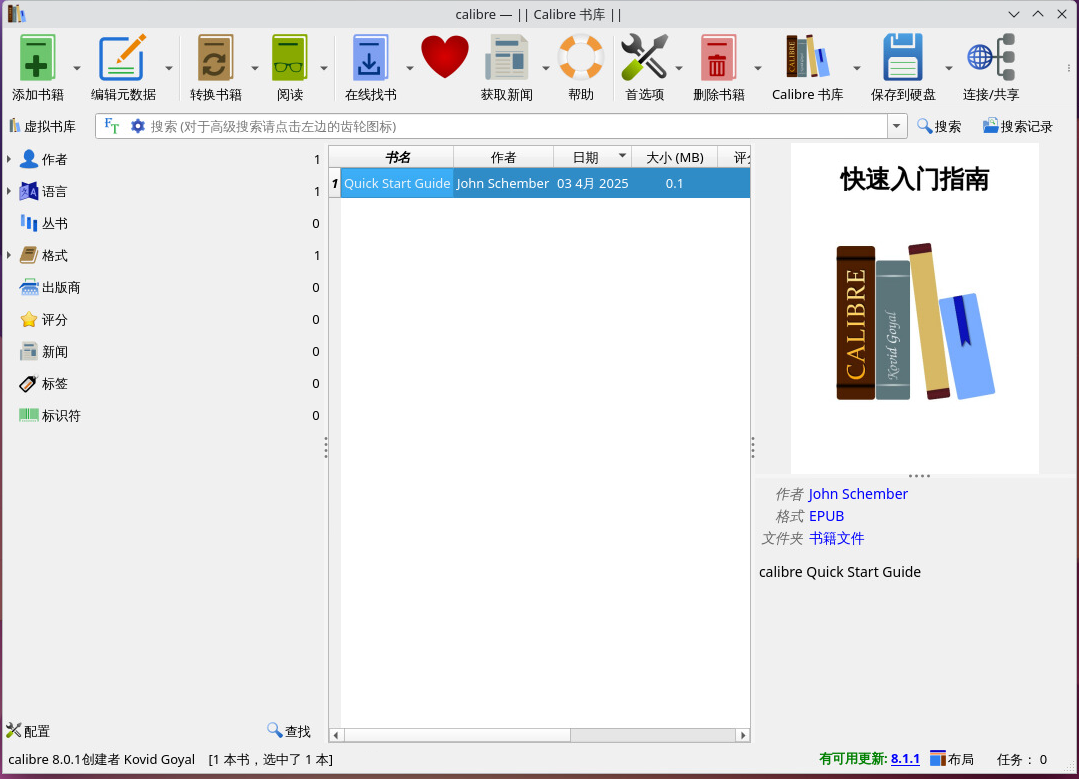 calibre — || Calibre 书库 ||
添加书籍 编辑元数据 转换书籍 阅读 在线找书 获取新闻 帮助 首选项 删除书籍 Calibre 书库 保存到硬盘 连接/共享
虚拟书库 搜索 (对于高级搜索请点击左边的齿轮图标) 搜索 搜索记录
作者 1
语言 1
丛书 0
格式 1
出版商 0
评分 0
新闻 0
标签 0
标识符 0
配置 查找
书名 作者 日期 大小 (MB)
1 Quick Start Guide John Schember 03 4月 2025 0.1
快速入门指南
CALIBRE
Kovid Goyal
作者 John Schember
格式 EPUB
文件夹 书籍文件
calibre Quick Start Guide
calibre 8.0.1创建者 Kovid Goyal [1 本书，选中了 1 本] 有可用更新: 8.1.1 布局 任务： 0